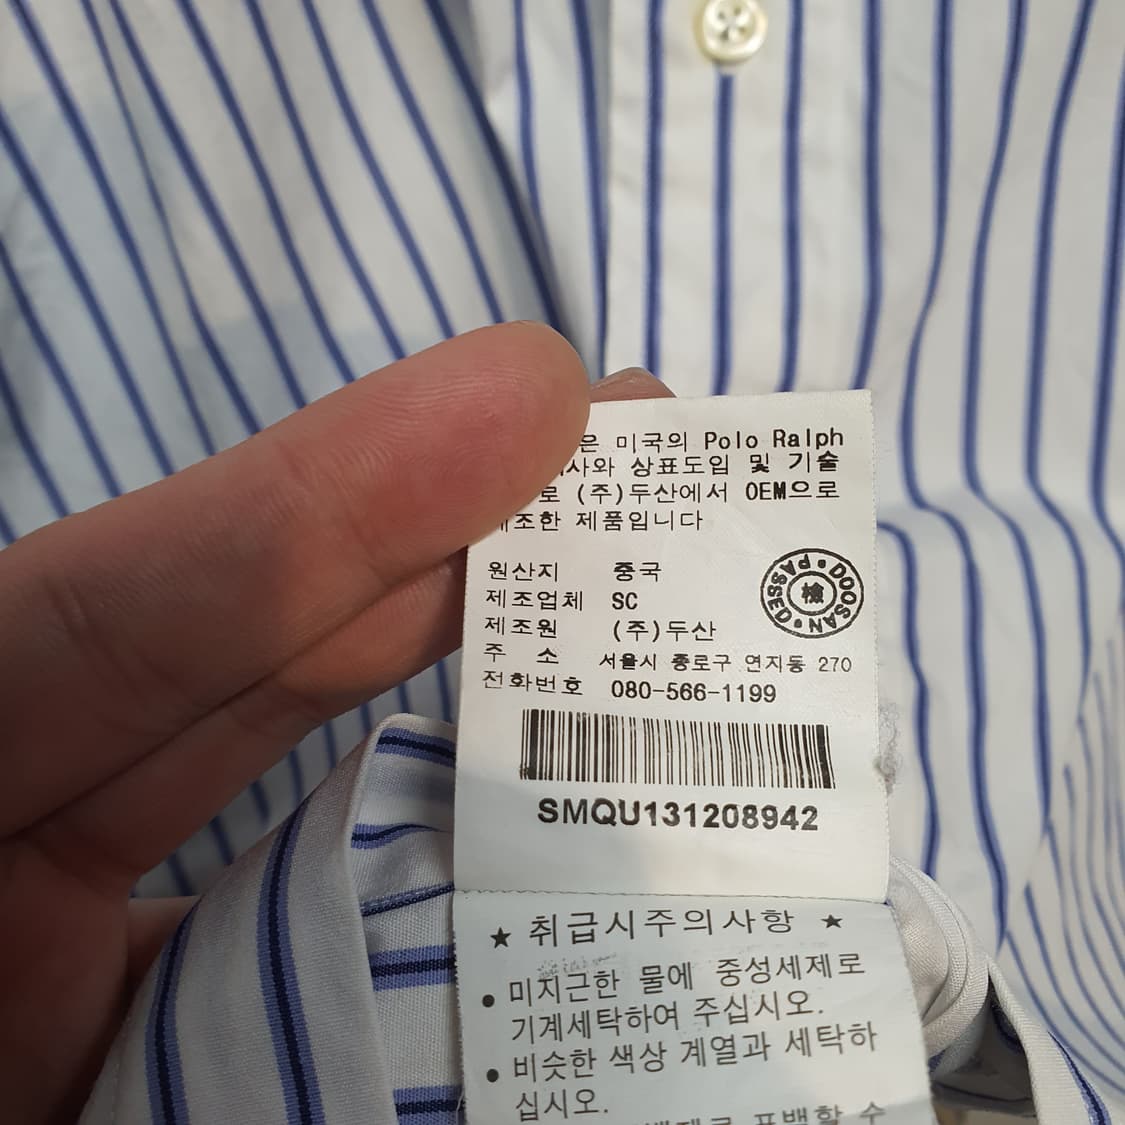 은 미국의 Polo Ralph
사와 상표도입 및 기술
로 (주)두산에서 OEM으로
제조한 제품입니다
원산지 중국
제조업체 SC
제조원 (주)두산
주 소 서울시 종로구 연지동 270
전화번호 080-566-1199
DOOSAN • PASSED •
檢
SMQU131208942
★ 취급시주의사항 ★
• 미지근한 물에 중성세제로
기계세탁하여 주십시오.
• 비슷한 색상 계열과 세탁하
십시오.
표백할 수